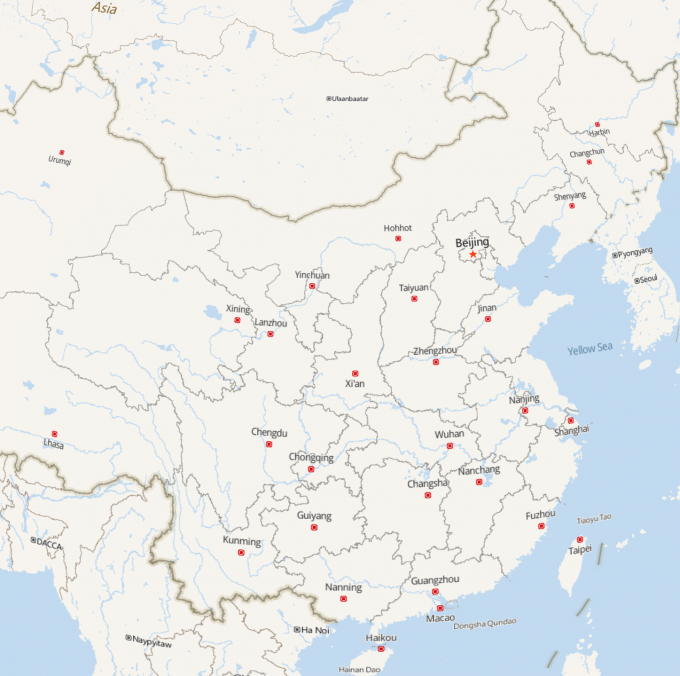 Asia
Ulaanbaatar
Harbin
Changchun
Urumqi
Shenyang
Hohhot
Beijing
Pyongyang
Yinchuan
Seoul
Taiyuan
Xining
Jinan
Lanzhou
Yellow Sea
Zhengzhou
Xi'an
Nanjing
Shanghai
Chengdu
Wuhan
Lhasa
Chongqing
Nanchang
Changsha
Guiyang
Fuzhou
Tiaoyu Tao
Kunming
DACCA
Taipei
Guangzhou
Nanning
Macao
Dongsha Qundao
Ha Noi
Naypyitaw
Haikou
Hainan Dao